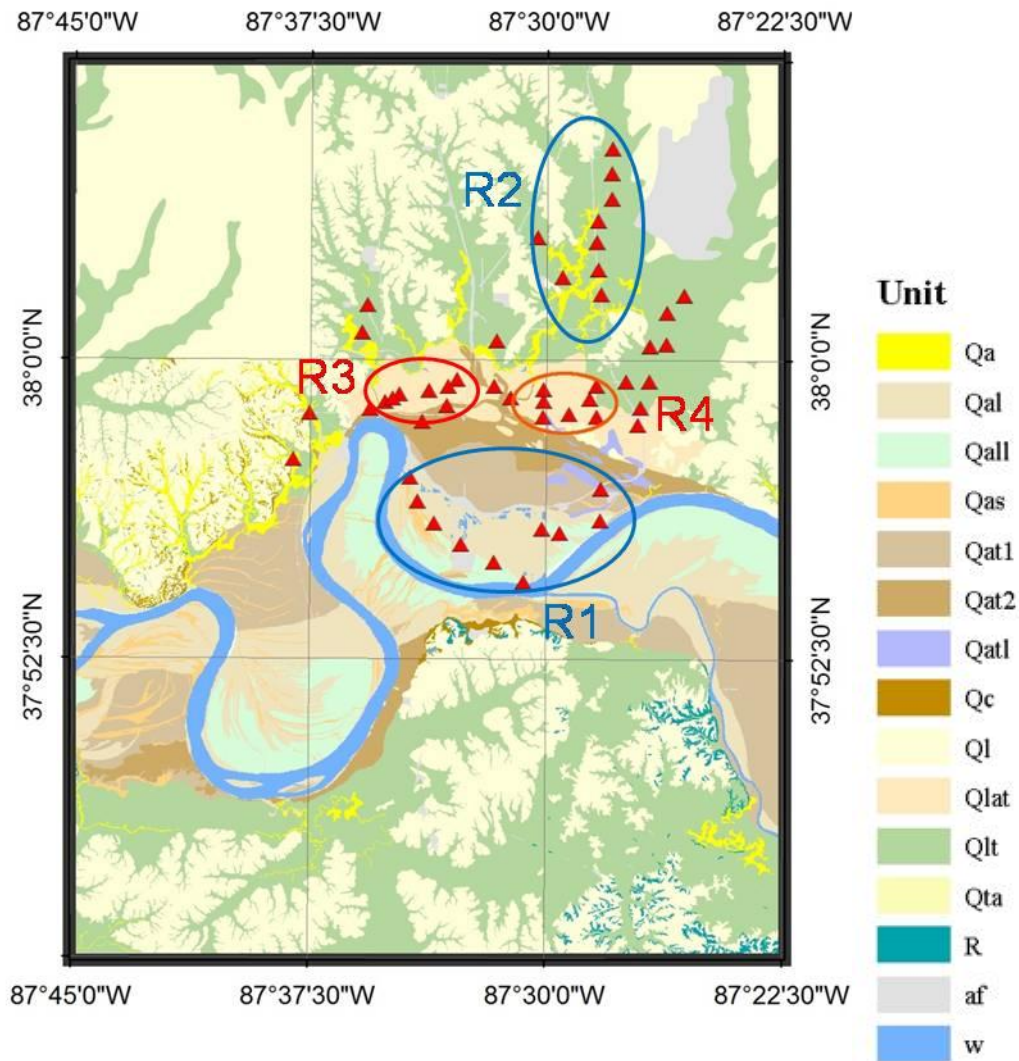 87°45'0"W 87°37'30"W 87°30'0"W 87°22'30"W
R2
38°0'0"N
38°0'0"N
R3
R4
R1
37°52'30"N
37°52'30"N
87°45'0"W 87°37'30"W 87°30'0"W 87°22'30"W
Unit
Qa
Qal
Qall
Qas
Qat1
Qat2
Qatl
Qc
Ql
Qlat
Qlt
Qta
R
af
w